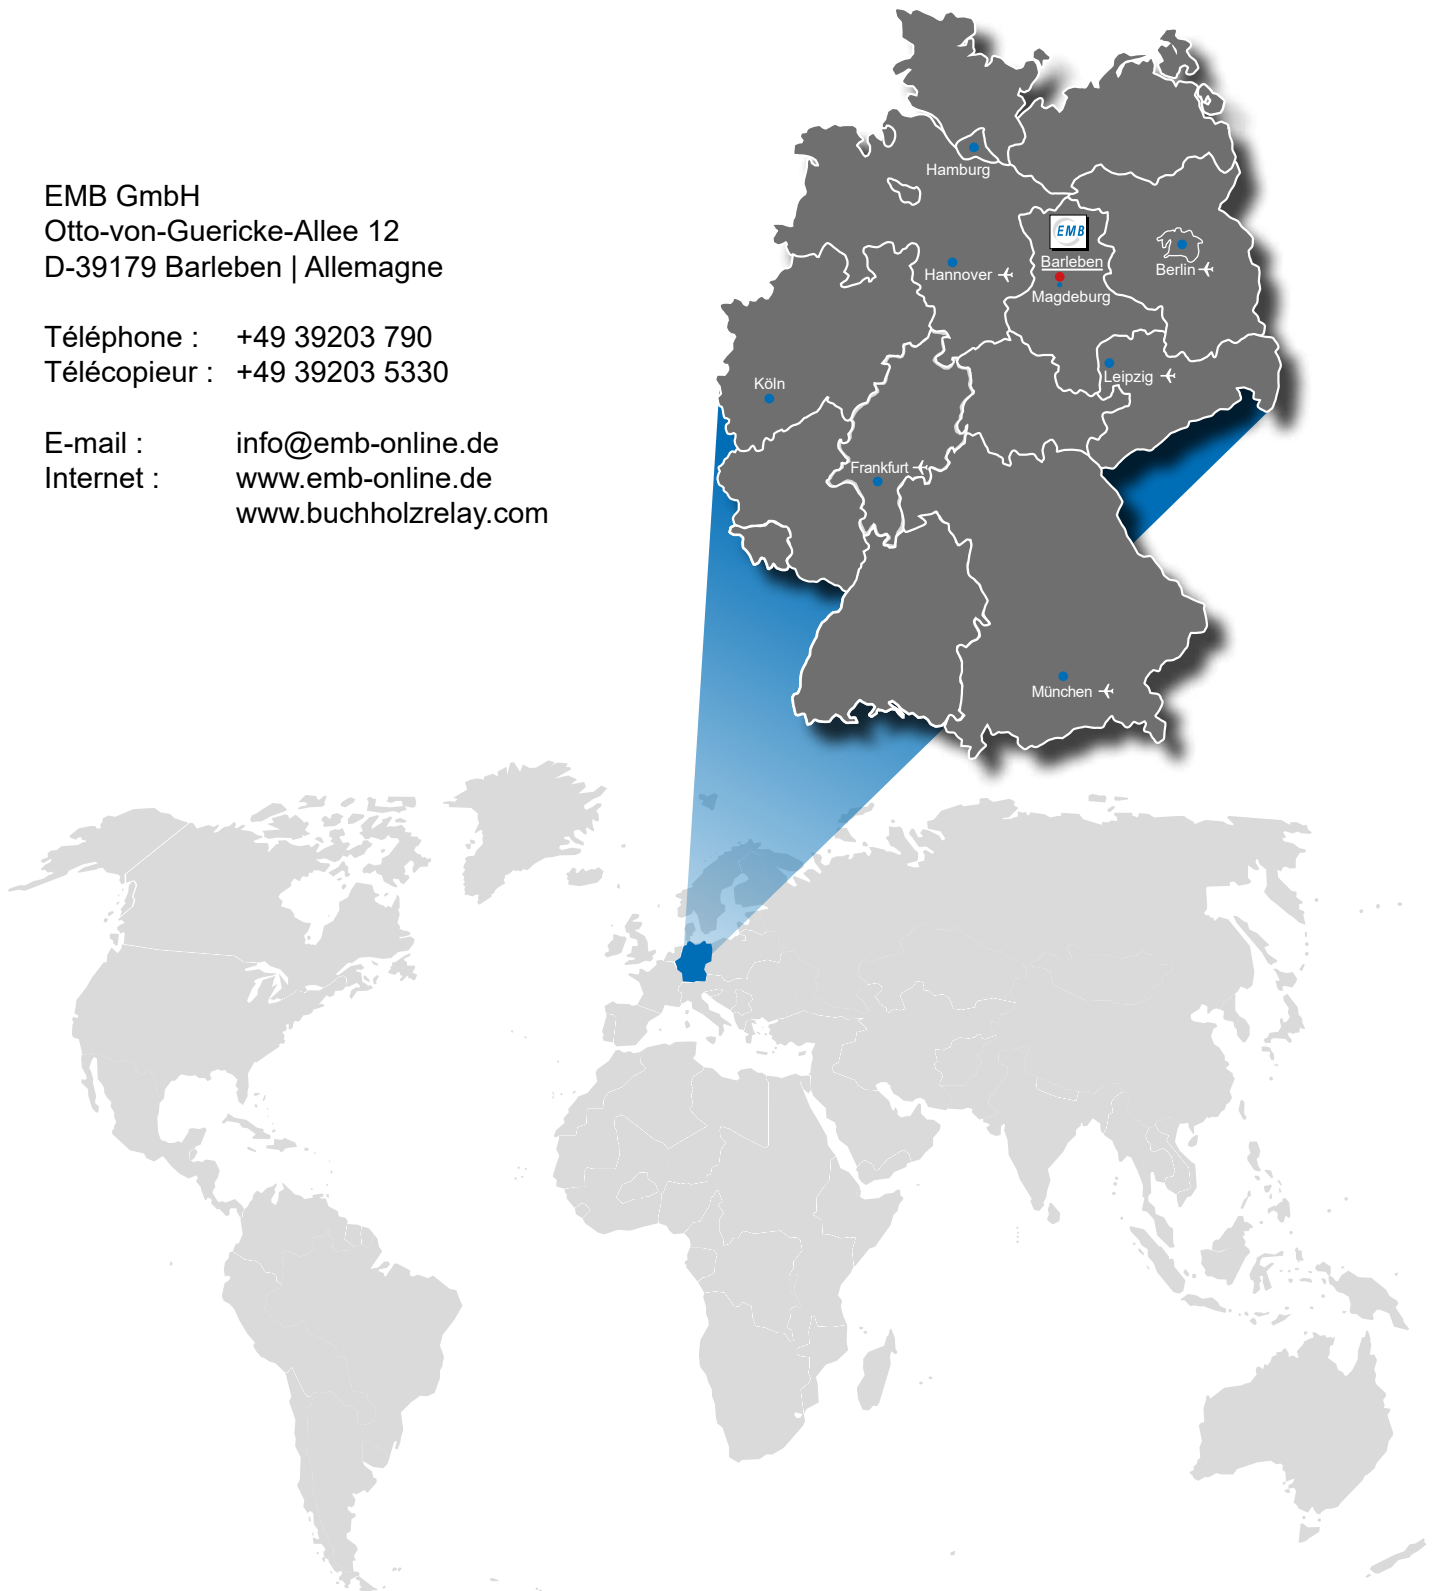 EMB GmbH
Otto-von-Guericke-Allee 12
D-39179 Barleben | Allemagne
Téléphone : +49 39203 790
Télécopieur : +49 39203 5330
E-mail : info@emb-online.de
Internet : www.emb-online.de
www.buchholzrelay.com
Hamburg
EMB
Barleben
Hannover
Berlin
Magdeburg
Leipzig
Köln
Frankfurt
München